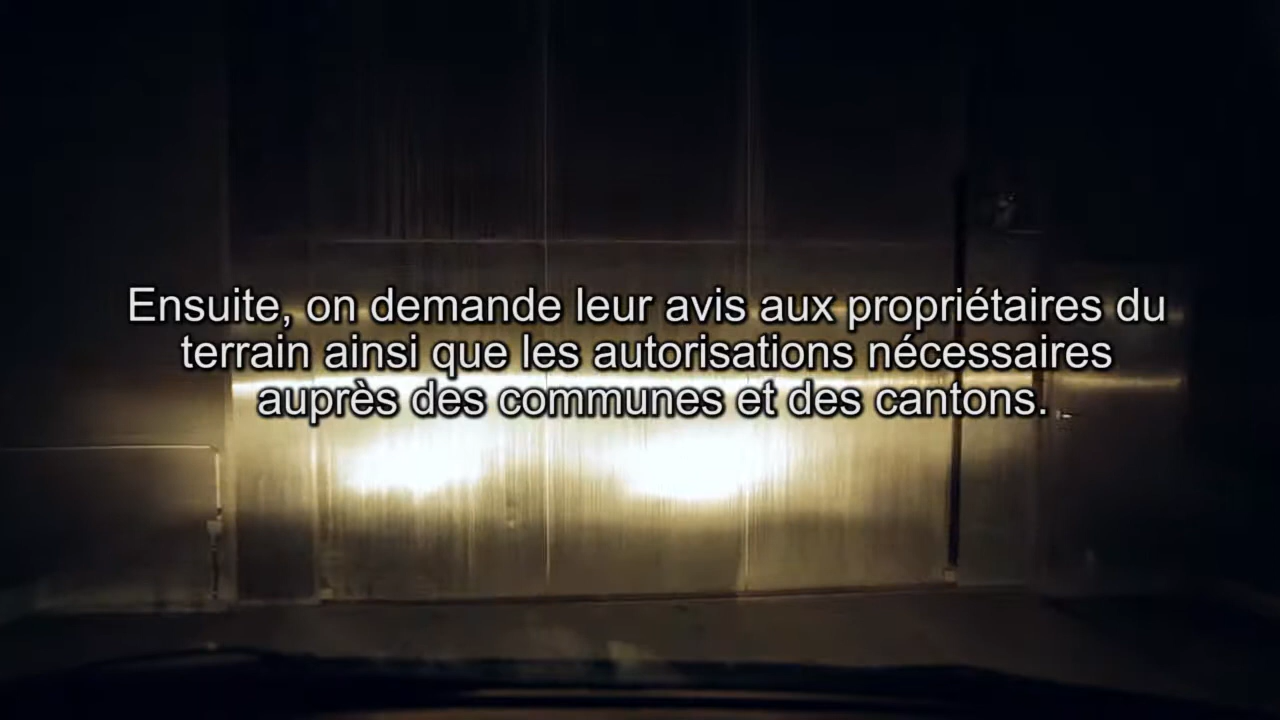 Ensuite, on demande leur avis aux propriétaires du
terrain ainsi que les autorisations nécessaires
auprès des communes et des cantons.